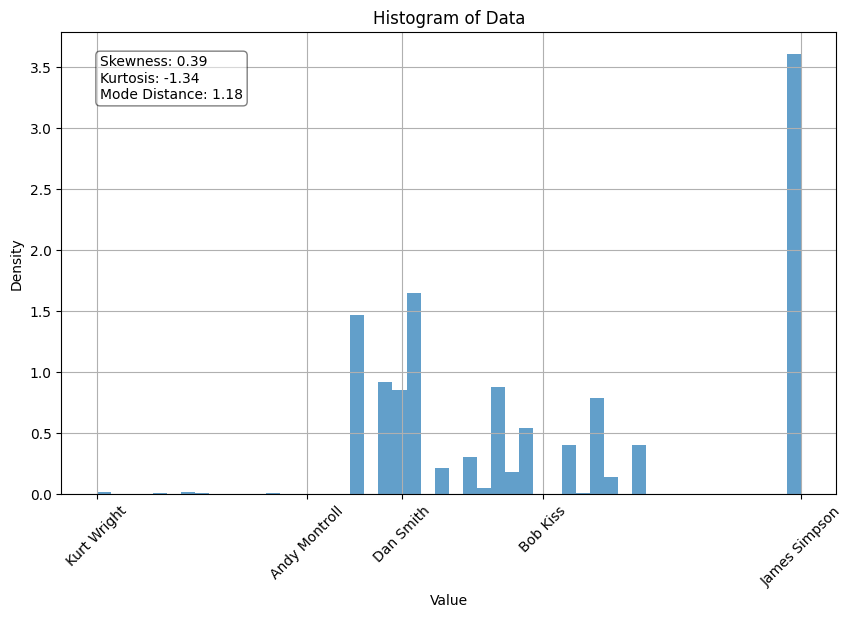 Histogram of Data
Skewness: 0.39
Kurtosis: -1.34
Mode Distance: 1.18
3.5
3.0
2.5
2.0
1.5
1.0
0.5
0.0
Density
Kurt Wright
Andy Montroll
Dan Smith
Bob Kiss
James Simpson
Value